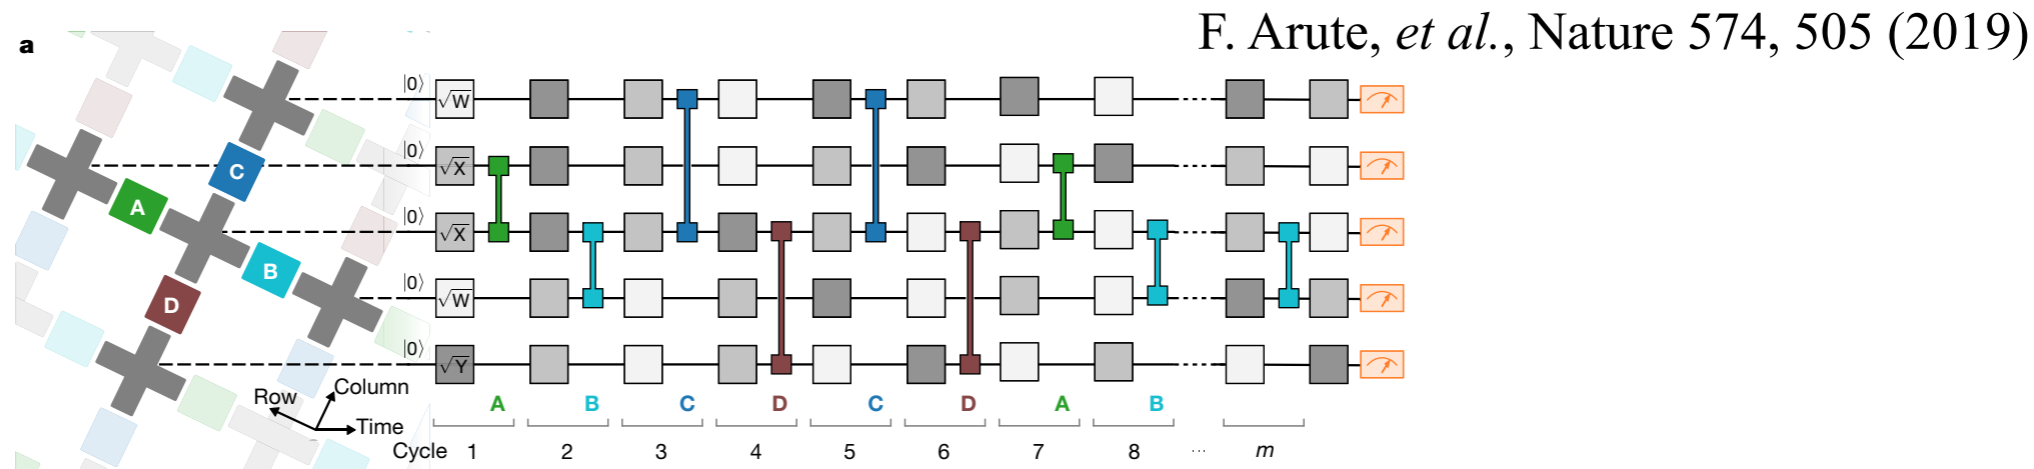 F. Arute, et al., Nature 574, 505 (2019)
a
|0⟩
√W
|0⟩
√X
C
A
|0⟩
√X
B
|0⟩
√W
D
|0⟩
√Y
Row Column Time
A B C D C D A B
Cycle 1 2 3 4 5 6 7 8 ... m